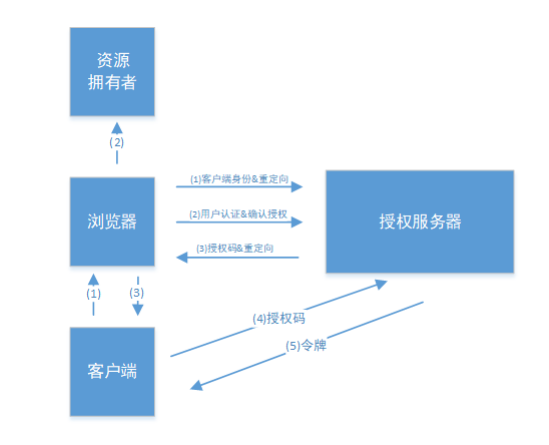 资源
拥有者
(2)
浏览器
(1)客户端身份&重定向
(2)用户认证&确认授权
(3)授权码&重定向
授权服务器
(1)
(3)
(4)授权码
(5)令牌
客户端